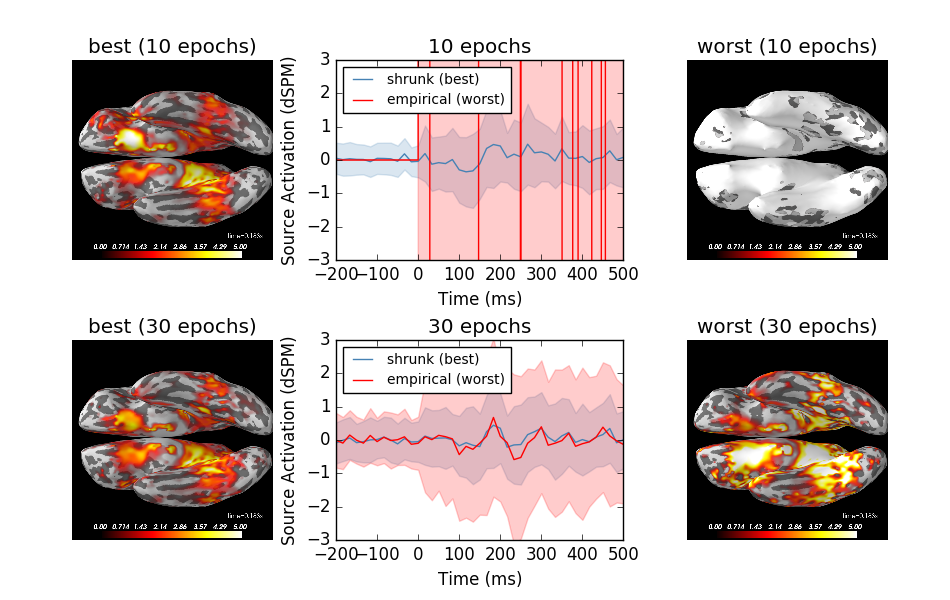 best (10 epochs)
10 epochs
worst (10 epochs)
Source Activation (dSPM)
3
2
1
0
−1
−2
−3
shrunk (best)
empirical (worst)
−200 −100 0 100 200 300 400 500
Time (ms)
time=0.183s
0.00 0.714 1.43 2.14 2.86 3.57 4.29 5.00
time=0.183s
0.00 0.714 1.43 2.14 2.86 3.57 4.29 5.00
best (30 epochs)
30 epochs
worst (30 epochs)
Source Activation (dSPM)
3
2
1
0
−1
−2
−3
shrunk (best)
empirical (worst)
−200 −100 0 100 200 300 400 500
Time (ms)
time=0.183s
0.00 0.714 1.43 2.14 2.86 3.57 4.29 5.00
time=0.183s
0.00 0.714 1.43 2.14 2.86 3.57 4.29 5.00